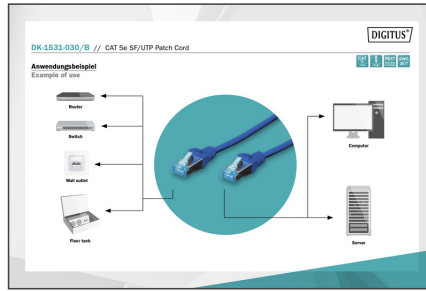 DIGITUS®
DK-1531-030/B // CAT 5e SF/UTP Patch Cord
Anwendungsbeispiel
Example of use
Router
Switch
Wall outlet
Floor tank
Computer
Server